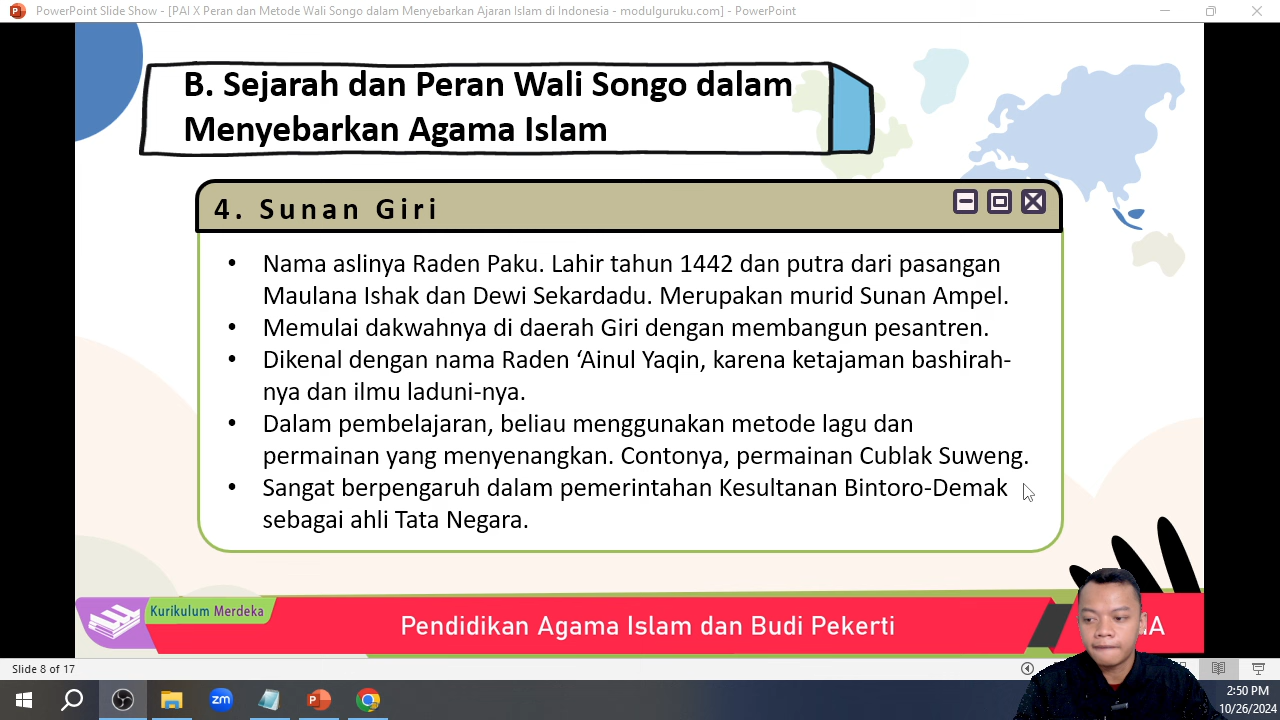 PowerPoint Slide Show - [PAI X Peran dan Metode Wali Songo dalam Menyebarkan Ajaran Islam di Indonesia - modulguruku.com] - PowerPoint
B. Sejarah dan Peran Wali Songo dalam
Menyebarkan Agama Islam
4. Sunan Giri
• Nama aslinya Raden Paku. Lahir tahun 1442 dan putra dari pasangan
Maulana Ishak dan Dewi Sekardadu. Merupakan murid Sunan Ampel.
• Memulai dakwahnya di daerah Giri dengan membangun pesantren.
• Dikenal dengan nama Raden ‘Ainul Yaqin, karena ketajaman bashirah-
nya dan ilmu laduni-nya.
• Dalam pembelajaran, beliau menggunakan metode lagu dan
permainan yang menyenangkan. Contonya, permainan Cublak Suweng.
• Sangat berpengaruh dalam pemerintahan Kesultanan Bintoro-Demak
sebagai ahli Tata Negara.
Kurikulum Merdeka
Pendidikan Agama Islam dan Budi Pekerti
Slide 8 of 17
zm
2:50 PM
10/26/2024